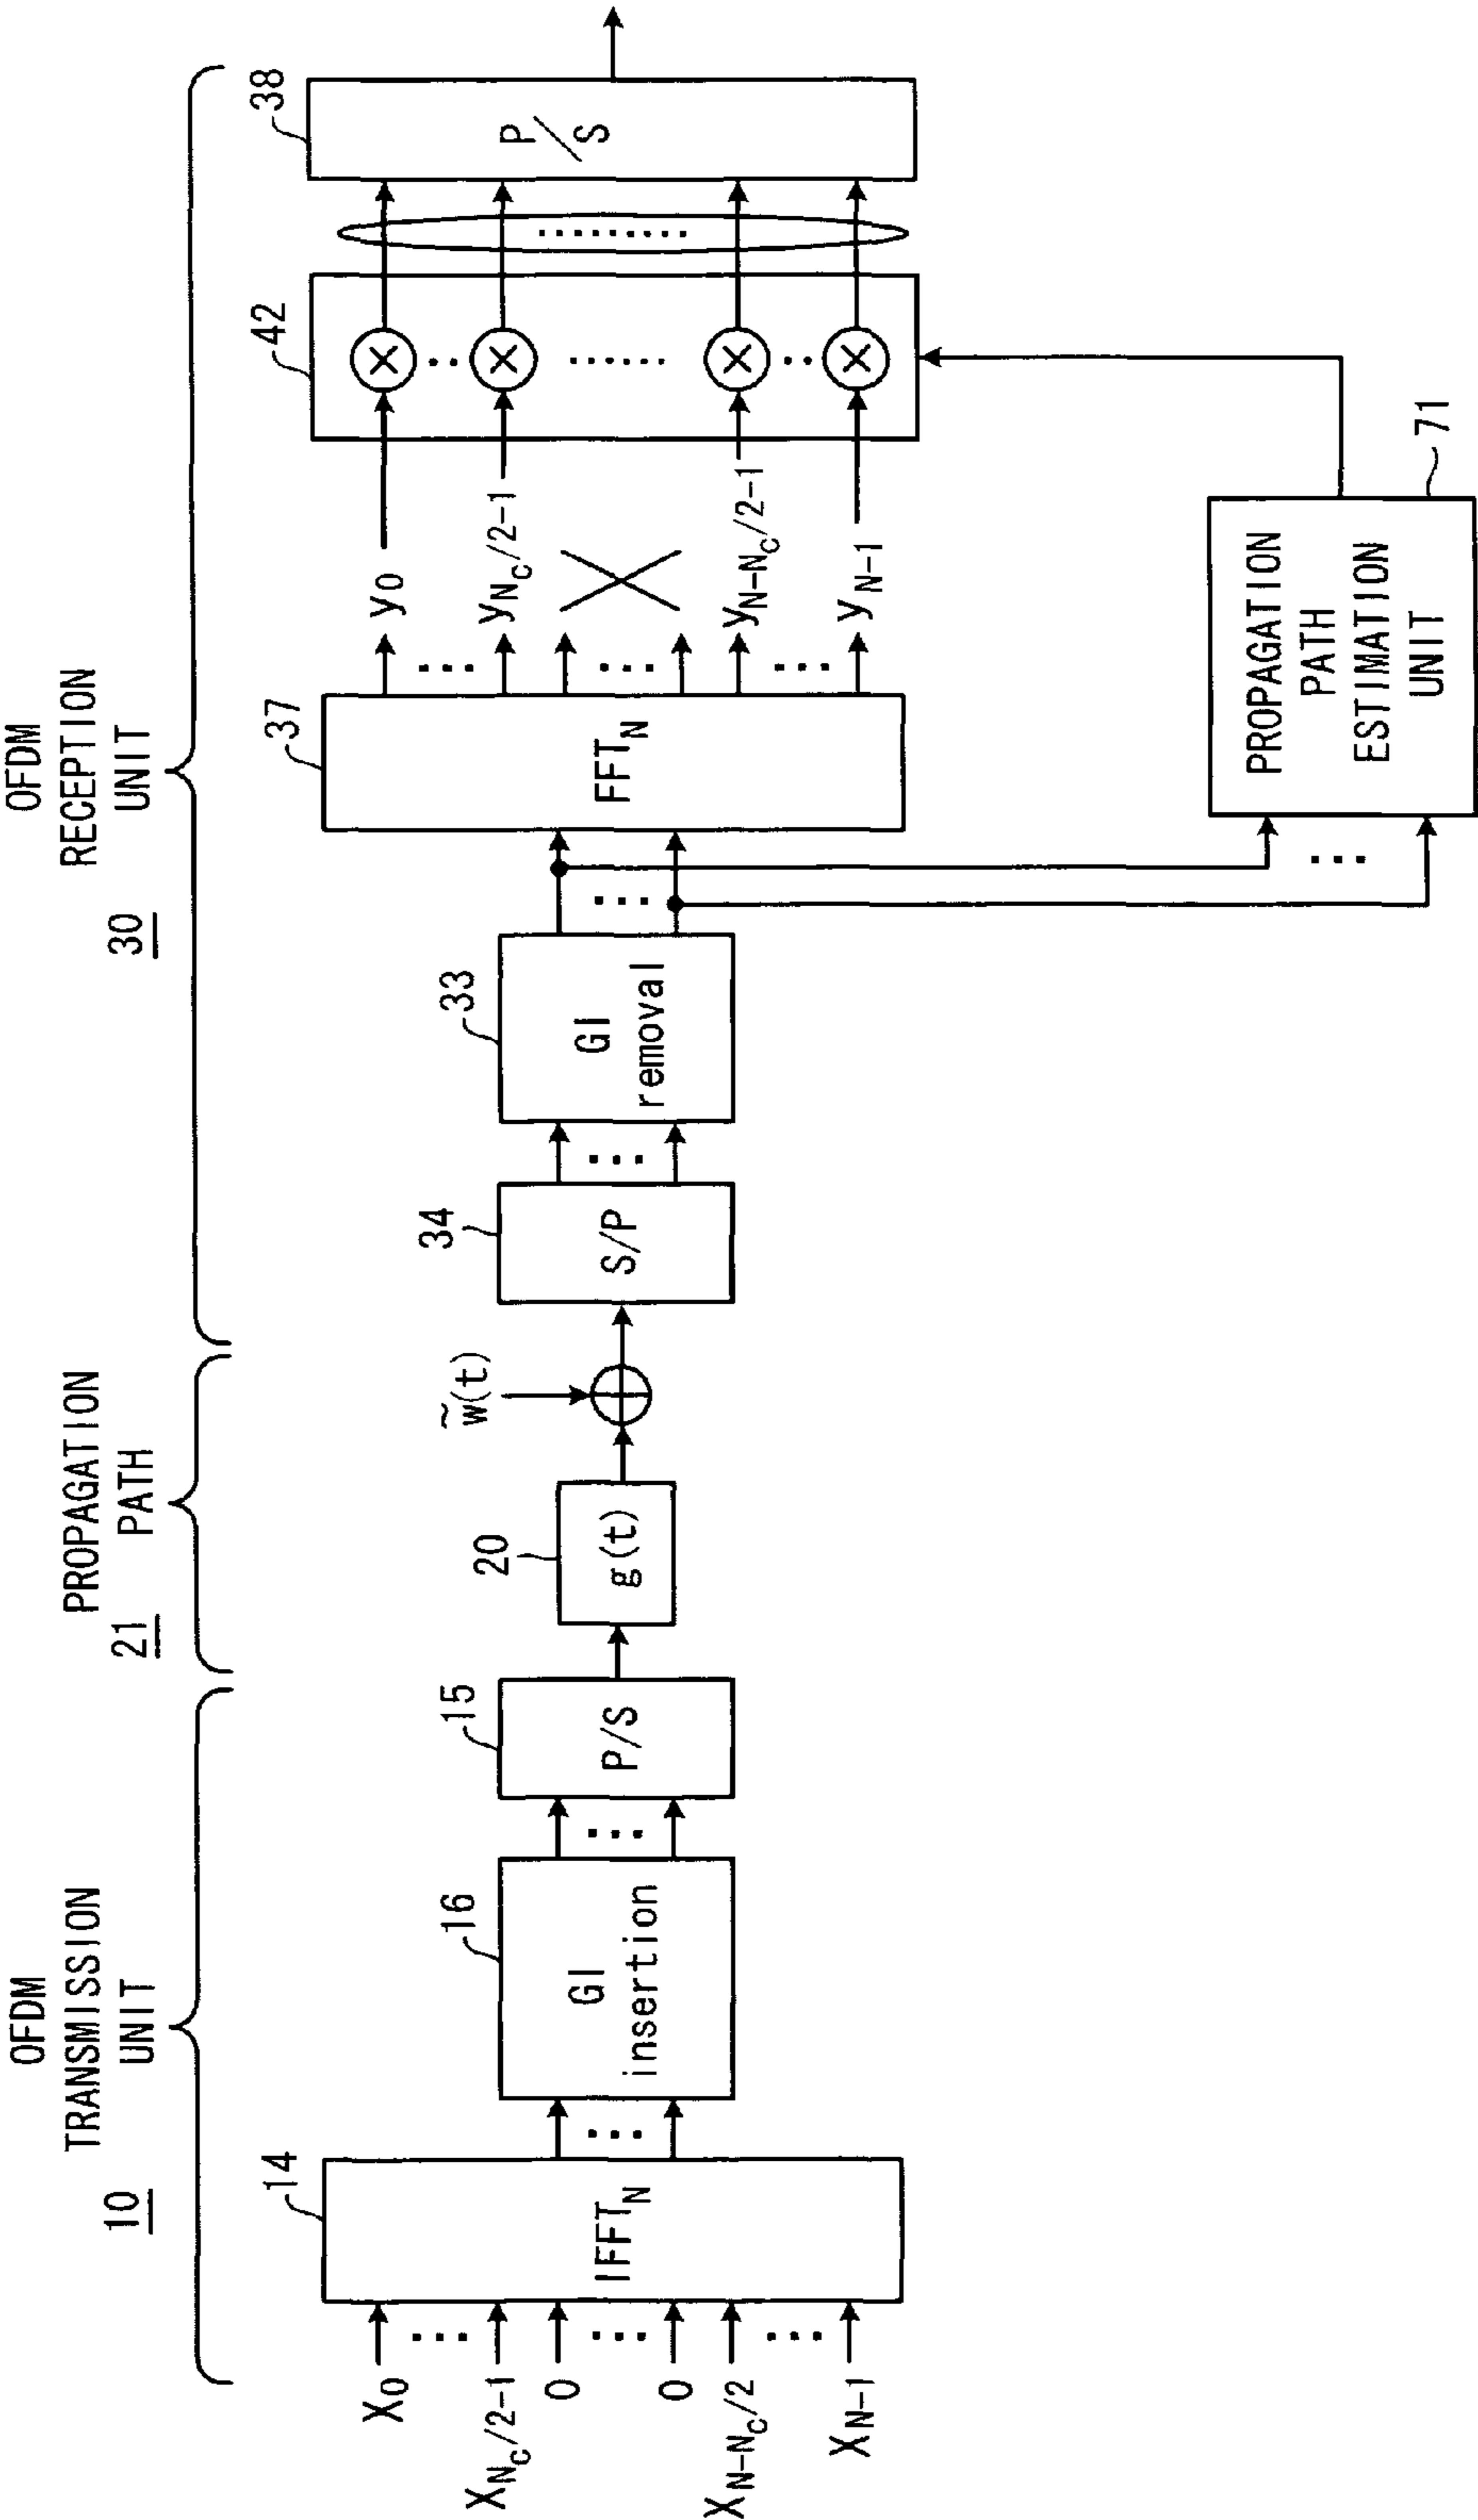 OFDM
TRANSMISSION
UNIT
10
PROPAGATION
PATH
21
OFDM
RECEPTION
UNIT
30
X0
XNc/2-1
0
0
XN-Nc/2
XN-1
14
IFFTN
16
GI
insertion
15
P/S
20
g(t)
w̃(t)
34
S/P
33
GI
removal
37
FFTN
y0
yNc/2-1
yN-Nc/2-1
yN-1
42
38
P/S
PROPAGATION
PATH
ESTIMATION
UNIT
71